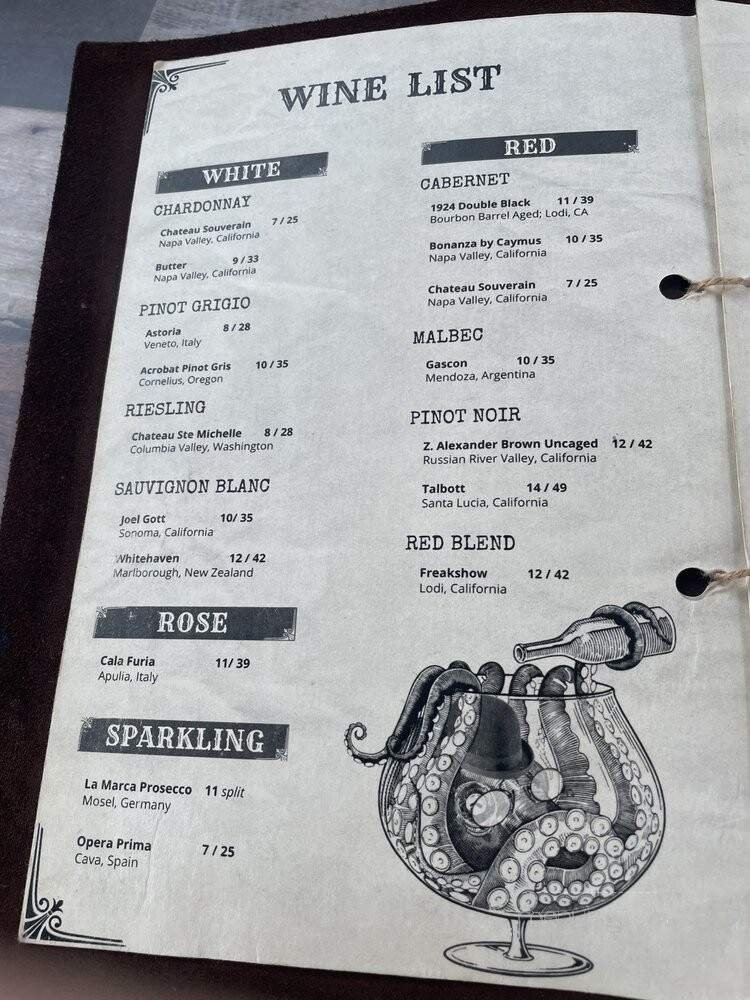 WINE LIST
WHITE
CHARDONNAY
Chateau Souverain 7 / 25
Napa Valley, California
Butter 9 / 33
Napa Valley, California
PINOT GRIGIO
Astoria 8 / 28
Veneto, Italy
Acrobat Pinot Gris 10 / 35
Cornelius, Oregon
RIESLING
Chateau Ste Michelle 8 / 28
Columbia Valley, Washington
SAUVIGNON BLANC
Joel Gott 10/ 35
Sonoma, California
Whitehaven 12 / 42
Marlborough, New Zealand
ROSE
Cala Furia 11/ 39
Apulia, Italy
SPARKLING
La Marca Prosecco 11 split
Mosel, Germany
Opera Prima 7 / 25
Cava, Spain
RED
CABERNET
1924 Double Black 11 / 39
Bourbon Barrel Aged; Lodi, CA
Bonanza by Caymus 10 / 35
Napa Valley, California
Chateau Souverain 7 / 25
Napa Valley, California
MALBEC
Gascon 10 / 35
Mendoza, Argentina
PINOT NOIR
Z. Alexander Brown Uncaged 12 / 42
Russian River Valley, California
Talbott 14 / 49
Santa Lucia, California
RED BLEND
Freakshow 12 / 42
Lodi, California